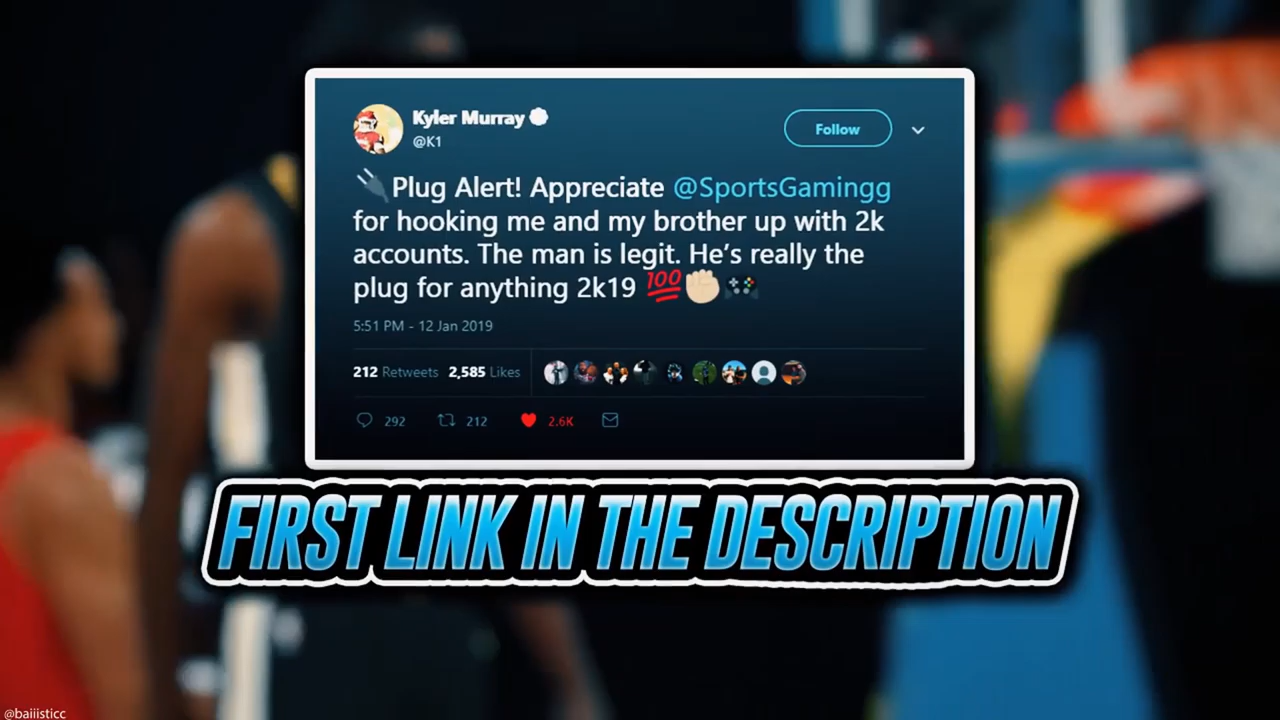 Kyler Murray
@K1
Follow
Plug Alert! Appreciate @SportsGamingg
for hooking me and my brother up with 2k
accounts. The man is legit. He’s really the
plug for anything 2k19 💯✊🏼🎮
5:51 PM - 12 Jan 2019
212 Retweets 2,585 Likes
292 212 2.6K
FIRST LINK IN THE DESCRIPTION
@baiiisticc